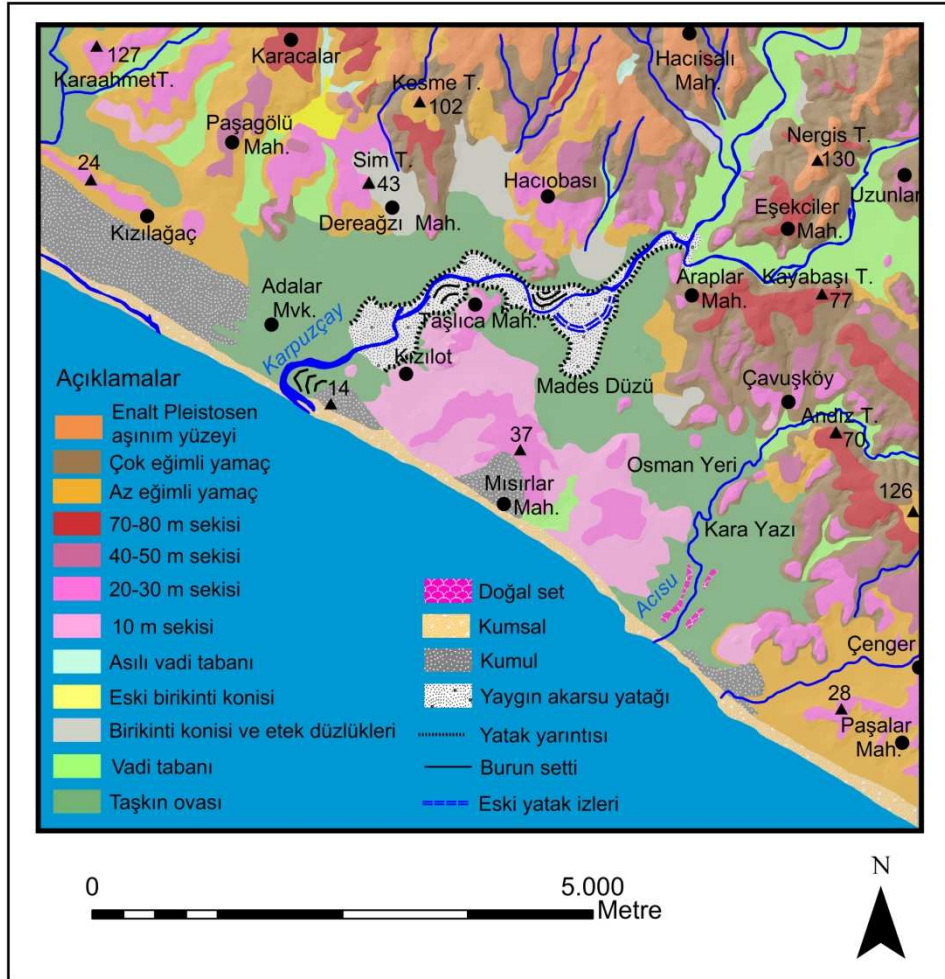 127
KaraahmetT.
Karacalar
Kesme T.
102
Hacıisalı
Mah.
Paşagölü
Mah.
Nergis T.
130
24
Sim T.
43
Hacıobası
Uzunlar
Kızılağaç
Dereağzı Mah.
Eşekciler
Mah.
Adalar
Mvk.
Karpuzçay
Taşlıca Mah.
Araplar
Mah.
Kayabaşı T.
77
Kızılot
Mades Düzü
Çavuşköy
14
Andız T.
70
37
Osman Yeri
Mısırlar
Mah.
126
Kara Yazı
Acısu
Çenger
28
Paşalar
Mah.
Açıklamalar
Enalt Pleistosen
aşınım yüzeyi
Çok eğimli yamaç
Az eğimli yamaç
70-80 m sekisi
40-50 m sekisi
20-30 m sekisi
10 m sekisi
Asılı vadi tabanı
Eski birikinti konisi
Birikinti konisi ve etek düzlükleri
Vadi tabanı
Taşkın ovası
Doğal set
Kumsal
Kumul
Yaygın akarsu yatağı
Yatak yarıntısı
Burun setti
Eski yatak izleri
0
5.000
Metre
N